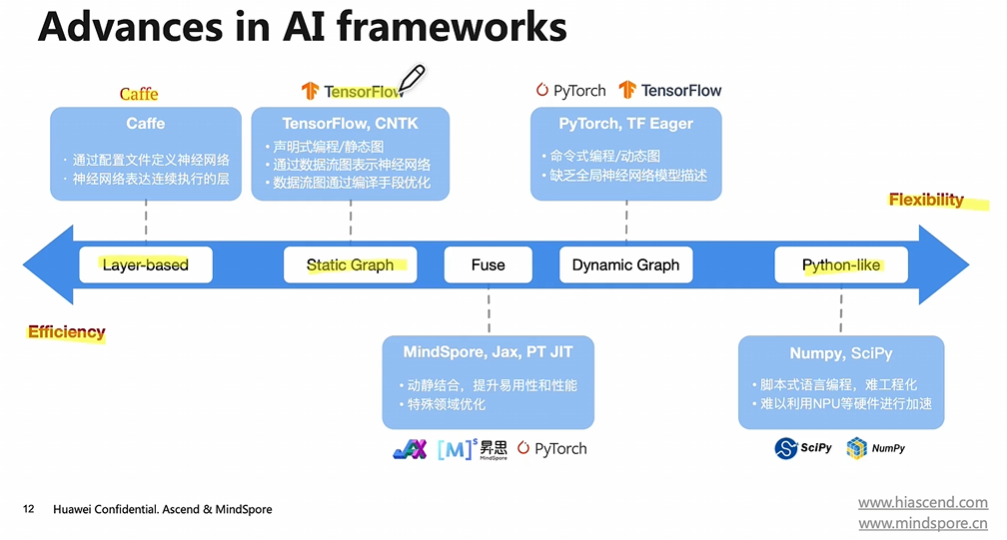 Advances in AI frameworks
Caffe
TensorFlow
PyTorch TensorFlow
Caffe
· 通过配置文件定义神经网络
· 神经网络表达连续执行的层
TensorFlow, CNTK
• 声明式编程/静态图
• 通过数据流图表示神经网络
• 数据流图通过编译手段优化
PyTorch, TF Eager
• 命令式编程/动态图
• 缺乏全局神经网络模型描述
Flexibility
Layer-based
Static Graph
Fuse
Dynamic Graph
Python-like
Efficiency
MindSpore, Jax, PT JIT
• 动静结合，提升易用性和性能
• 特殊领域优化
Numpy, SciPy
• 脚本式语言编程，难工程化
• 难以利用NPU等硬件进行加速
JAX [M]s 昇思 MindSpore PyTorch
SciPy NumPy
12 Huawei Confidential. Ascend & MindSpore
www.hiascend.com
www.mindspore.cn